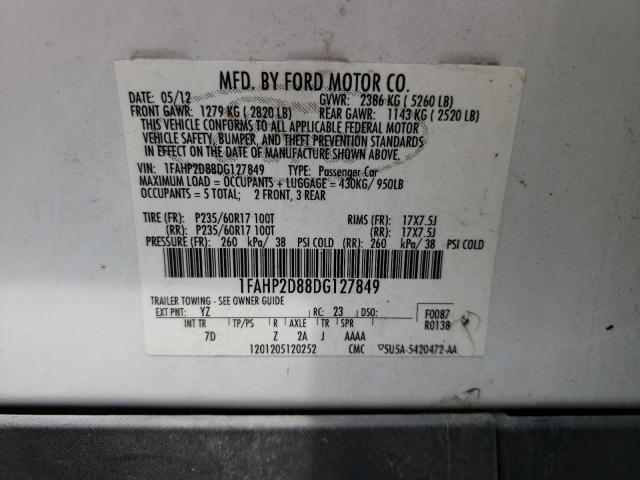 MFD. BY FORD MOTOR CO.
DATE: 05/12 GVWR: 2386 KG ( 5260 LB)
FRONT GAWR: 1279 KG ( 2820 LB) REAR GAWR: 1143 KG ( 2520 LB)
THIS VEHICLE CONFORMS TO ALL APPLICABLE FEDERAL MOTOR
VEHICLE SAFETY, BUMPER, AND THEFT PREVENTION STANDARDS
IN EFFECT ON THE DATE OF MANUFACTURE SHOWN ABOVE.
VIN: 1FAHP2D88DG127849 TYPE: Passenger Car
MAXIMUM LOAD = OCCUPANTS + LUGGAGE = 430KG/ 950LB
OCCUPANTS = 5 TOTAL; 2 FRONT, 3 REAR
TIRE (FR): P235/60R17 100T RIMS (FR): 17X7.5J
(RR): P235/60R17 100T (RR): 17X7.5J
PRESSURE (FR): 260 kPa/ 38 PSI COLD (RR): 260 kPa/ 38 PSI COLD
1FAHP2D88DG127849
TRAILER TOWING - SEE OWNER GUIDE
EXT PNT: YZ RC: 23 DSO: F0087
INT TR TP/PS R AXLE TR SPR R0138
7D Z 2A J AAAA
1201205120252 CMC ▽5U5A-5420472-AA